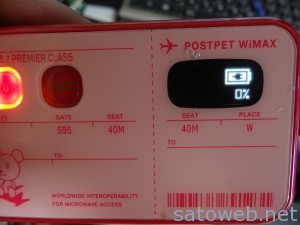 / PREMIER CLASS
POSTPET WiMAX
0%
GATE
SEAT
595
40M
SEAT
PLACE
40M
W
TO
TO
WORLDWIDE INTEROPERABILITY
FOR MICROWAVE ACCESS
satoweb.net